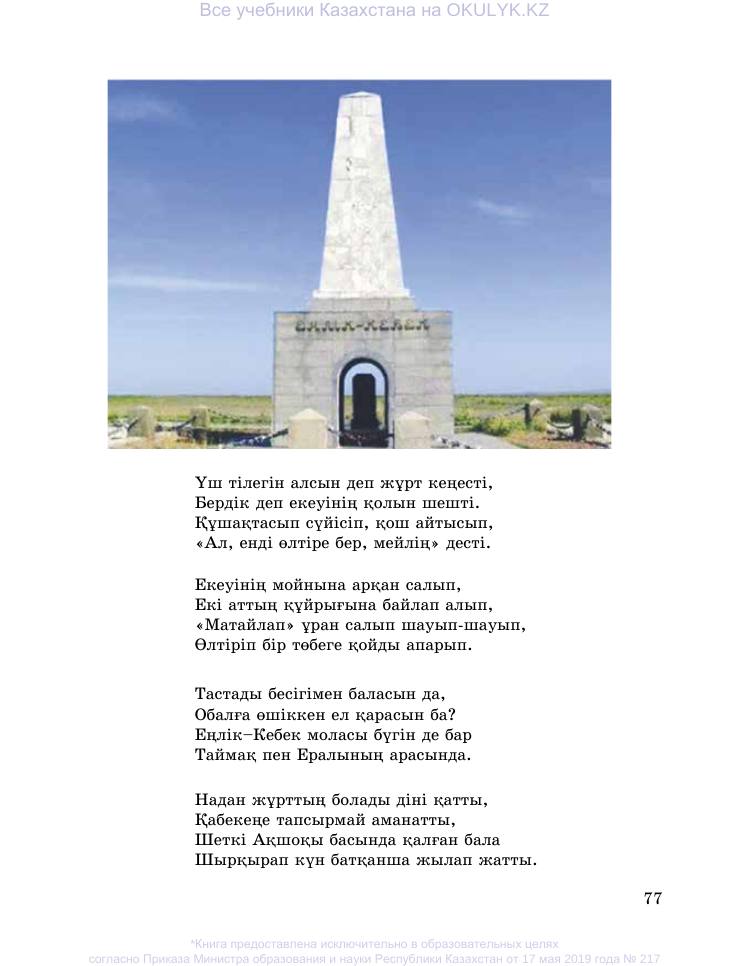 Все учебники Казахстана на OKULYK.KZ
ЕҢЛІК-КЕБЕК
Үш тілегін алсын деп жұрт кеңесті,
Бердік деп екеуінің қолын шешті.
Құшақтасып сүйісіп, қош айтысып,
«Ал, енді өлтіре бер, мейлің» десті.
Екеуінің мойнына арқан салып,
Екі аттың құйрығына байлап алып,
«Матайлап» ұран салып шауып-шауып,
Өлтіріп бір төбеге қойды апарып.
Тастады бесігімен баласын да,
Обалға өшіккен ел қарасын ба?
Еңлік–Кебек моласы бүгін де бар
Таймақ пен Ералының арасында.
Надан жұрттың болады діні қатты,
Қабекеңе тапсырмай аманатты,
Шеткі Ақшоқы басында қалған бала
Шырқырап күн батқанша жылап жатты.
77
*Книга предоставлена исключительно в образовательных целях
согласно Приказа Министра образования и науки Республики Казахстан от 17 мая 2019 года № 217